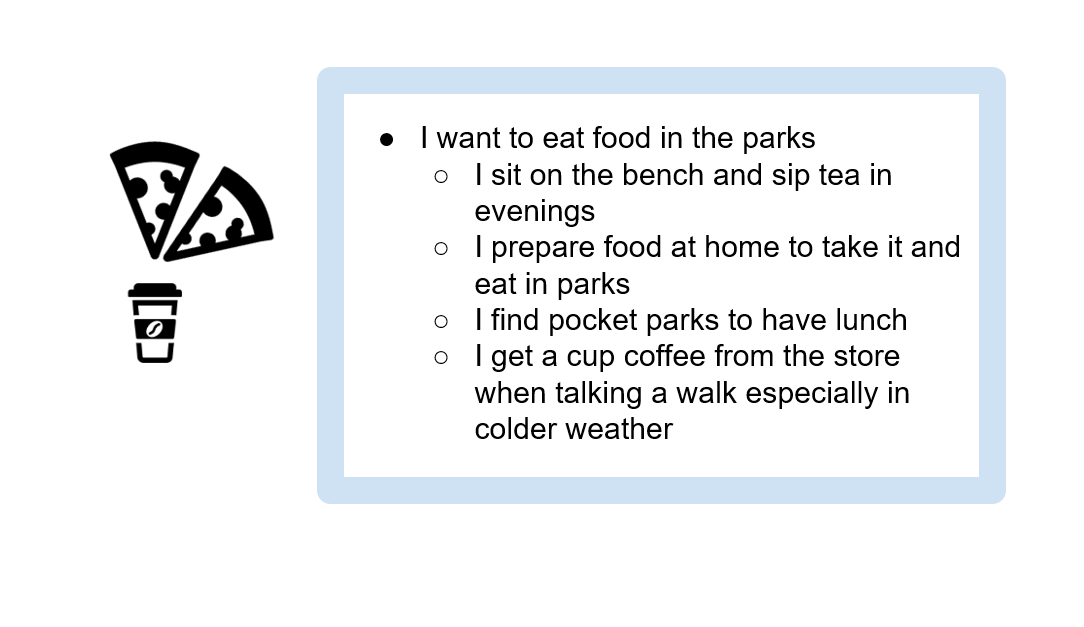 ● I want to eat food in the parks
○ I sit on the bench and sip tea in
evenings
○ I prepare food at home to take it and
eat in parks
○ I find pocket parks to have lunch
○ I get a cup coffee from the store
when talking a walk especially in
colder weather